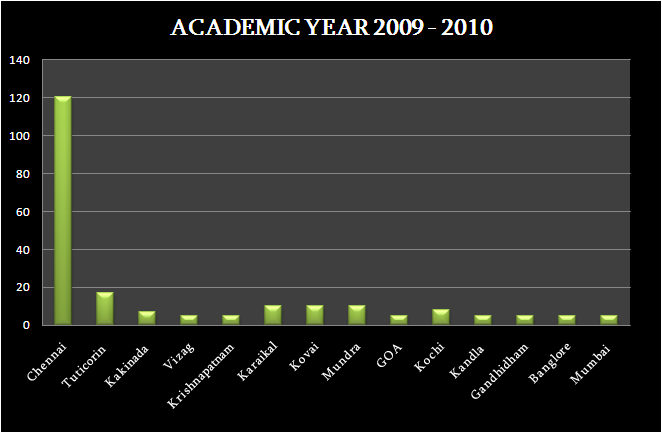 ACADEMIC YEAR 2009 - 2010
140
120
100
80
60
40
20
0
Chennai
Tuticorin
Kakinada
Vizag
Krishnapatnam
Karaikal
Kovai
Mundra
GOA
Kochi
Kandla
Gandhidham
Banglore
Mumbai